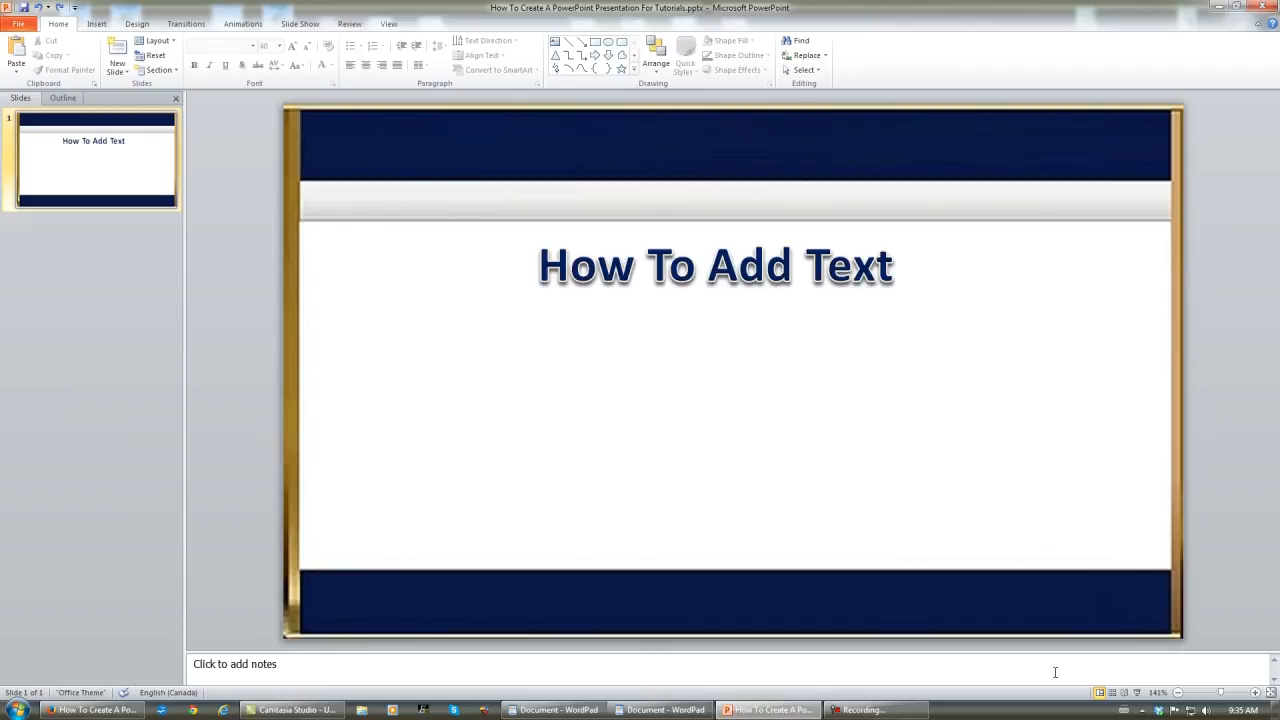 How To Create A PowerPoint Presentation For Tutorials.pptx - Microsoft PowerPoint
File Home Insert Design Transitions Animations Slide Show Review View
Paste
Cut
Copy
Format Painter
Clipboard
New Slide
Layout
Reset
Section
Slides
40
B I U S abc AV Aa A
Font
Paragraph
Text Direction
Align Text
Convert to SmartArt
Arrange
Quick Styles
Shape Fill
Shape Outline
Shape Effects
Drawing
Find
Replace
Select
Editing
Slides Outline
1
How To Add Text
How To Add Text
Click to add notes
Slide 1 of 1 "Office Theme" English (Canada) 141%
How To Create A Po... Camtasia Studio - U... Document - WordPad Document - WordPad How To Create A Po... Recording... 9:35 AM